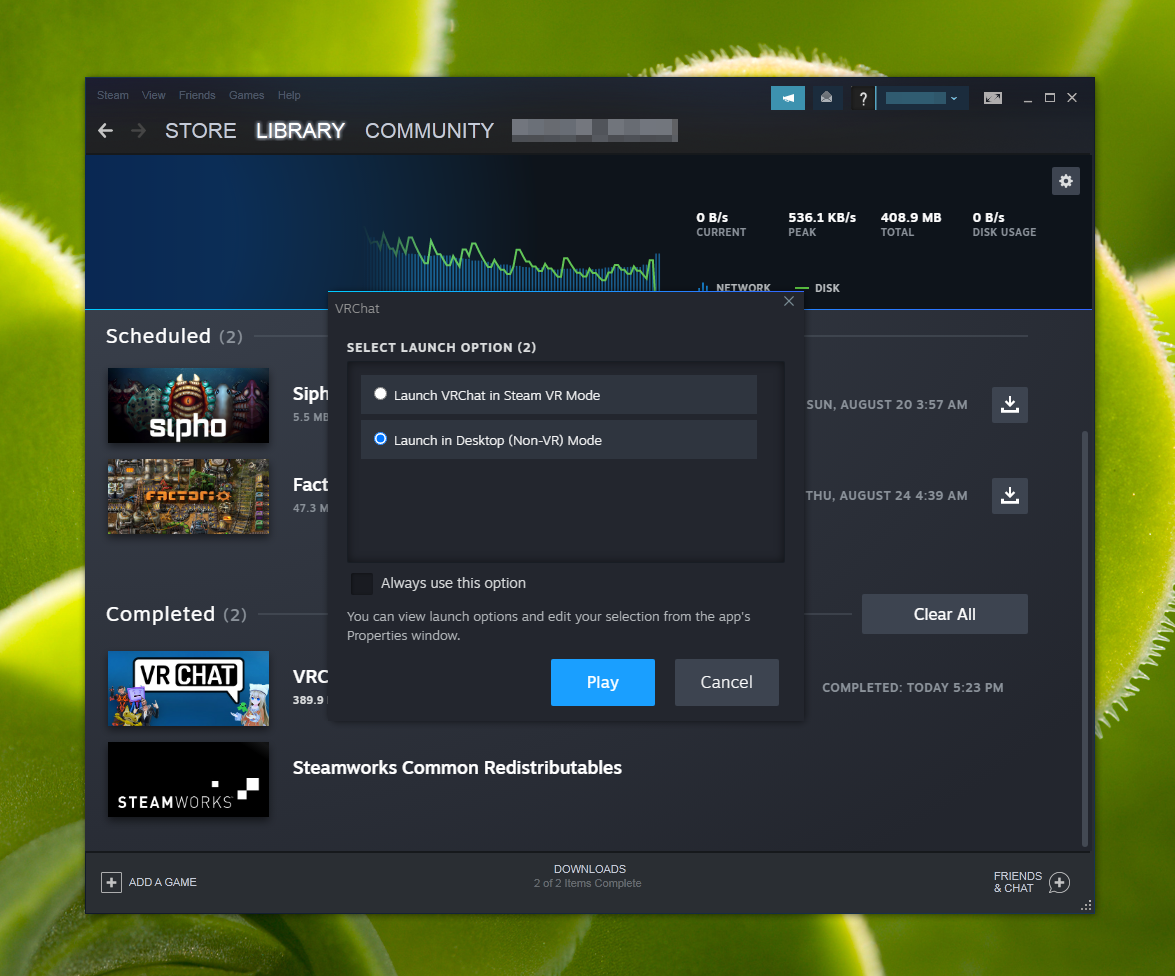 Steam View Friends Games Help
?
STORE LIBRARY COMMUNITY
0 B/s 536.1 KB/s 408.9 MB 0 B/s
CURRENT PEAK TOTAL DISK USAGE
NETWORK DISK
VRChat
SELECT LAUNCH OPTION (2)
Launch VRChat in Steam VR Mode
Launch in Desktop (Non-VR) Mode
Always use this option
You can view launch options and edit your selection from the app's
Properties window.
Play Cancel
Scheduled (2)
sipho
Siph
5.5 MB
SUN, AUGUST 20 3:57 AM
FACTORIO
Fact
47.3 M
THU, AUGUST 24 4:39 AM
Completed (2)
Clear All
VRCHAT
VRC
389.9
COMPLETED: TODAY 5:23 PM
STEAMWORKS
Steamworks Common Redistributables
ADD A GAME
DOWNLOADS
2 of 2 Items Complete
FRIENDS
& CHAT